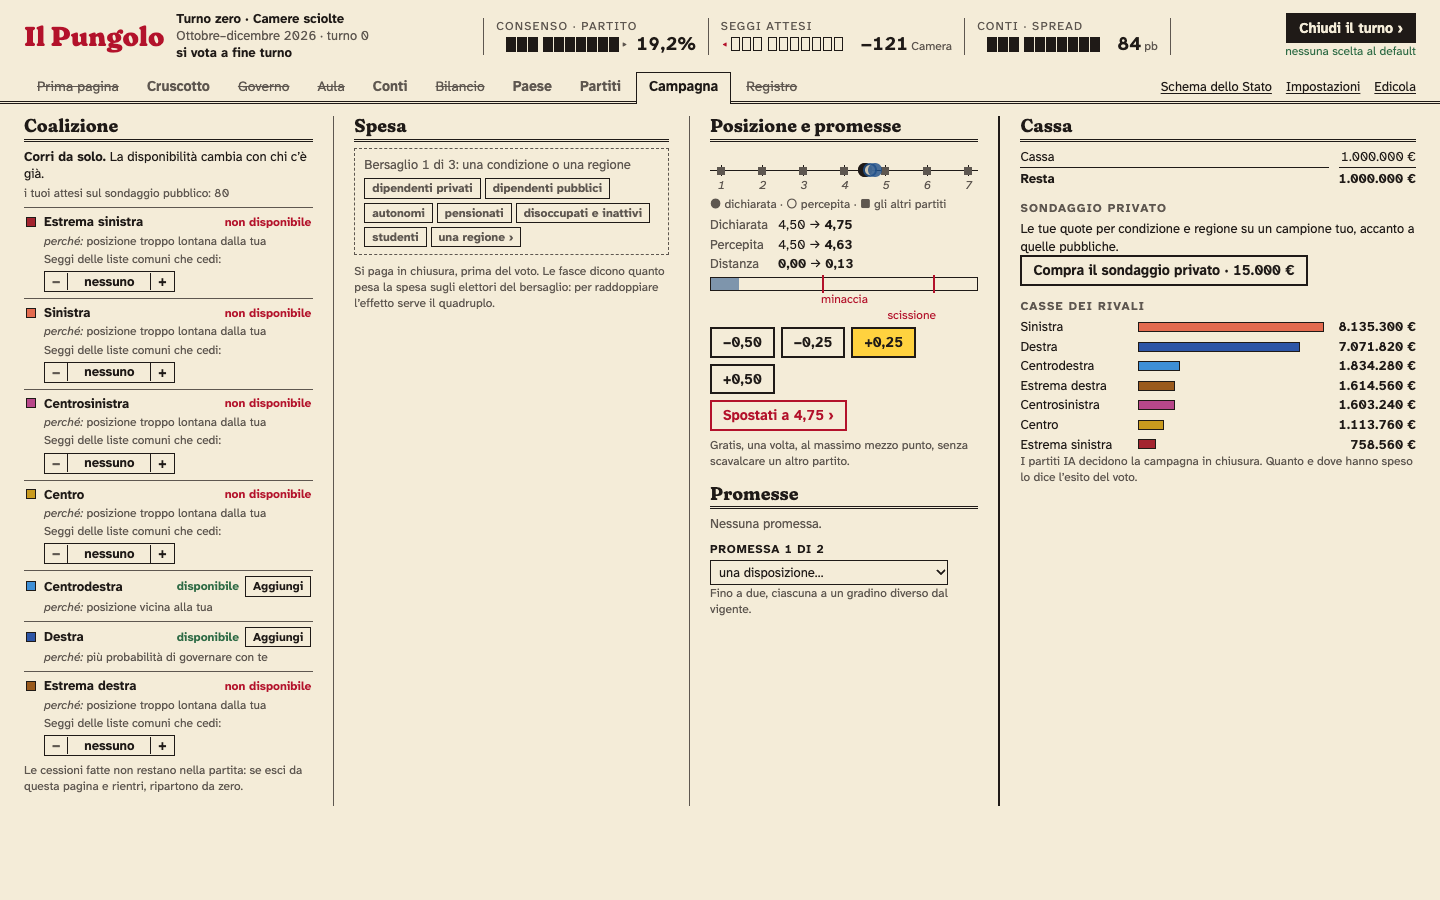 Il Pungolo
Turno zero · Camere sciolte
Ottobre–dicembre 2026 · turno 0
si vota a fine turno
CONSENSO · PARTITO
19,2%
SEGGI ATTESI
−121 Camera
CONTI · SPREAD
84 pb
Chiudi il turno ›
nessuna scelta al default
Prima pagina Cruscotto Governo Aula Conti Bilancio Paese Partiti Campagna Registro
Schema dello Stato Impostazioni Edicola
Coalizione
Corri da solo. La disponibilità cambia con chi c’è
già.
i tuoi attesi sul sondaggio pubblico: 80
Estrema sinistra non disponibile
perché: posizione troppo lontana dalla tua
Seggi delle liste comuni che cedi:
− nessuno +
Sinistra non disponibile
perché: posizione troppo lontana dalla tua
Seggi delle liste comuni che cedi:
− nessuno +
Centrosinistra non disponibile
perché: posizione troppo lontana dalla tua
Seggi delle liste comuni che cedi:
− nessuno +
Centro non disponibile
perché: posizione troppo lontana dalla tua
Seggi delle liste comuni che cedi:
− nessuno +
Centrodestra disponibile Aggiungi
perché: posizione vicina alla tua
Destra disponibile Aggiungi
perché: più probabilità di governare con te
Estrema destra non disponibile
perché: posizione troppo lontana dalla tua
Seggi delle liste comuni che cedi:
− nessuno +
Le cessioni fatte non restano nella partita: se esci da
questa pagina e rientri, ripartono da zero.
Spesa
Bersaglio 1 di 3: una condizione o una regione
dipendenti privati dipendenti pubblici
autonomi pensionati disoccupati e inattivi
studenti una regione ›
Si paga in chiusura, prima del voto. Le fasce dicono quanto
pesa la spesa sugli elettori del bersaglio: per raddoppiare
l’effetto serve il quadruplo.
Posizione e promesse
1 2 3 4 5 6 7
dichiarata · percepita · gli altri partiti
Dichiarata 4,50 → 4,75
Percepita 4,50 → 4,63
Distanza 0,00 → 0,13
minaccia
scissione
−0,50 −0,25 +0,25
+0,50
Spostati a 4,75 ›
Gratis, una volta, al massimo mezzo punto, senza
scavalcare un altro partito.
Promesse
Nessuna promessa.
PROMESSA 1 DI 2
una disposizione...
Fino a due, ciascuna a un gradino diverso dal
vigente.
Cassa
Cassa 1.000.000 €
Resta 1.000.000 €
SONDAGGIO PRIVATO
Le tue quote per condizione e regione su un campione tuo, accanto a
quelle pubbliche.
Compra il sondaggio privato · 15.000 €
CASSE DEI RIVALI
Sinistra 8.135.300 €
Destra 7.071.820 €
Centrodestra 1.834.280 €
Estrema destra 1.614.560 €
Centrosinistra 1.603.240 €
Centro 1.113.760 €
Estrema sinistra 758.560 €
I partiti IA decidono la campagna in chiusura. Quanto e dove hanno speso
lo dice l’esito del voto.